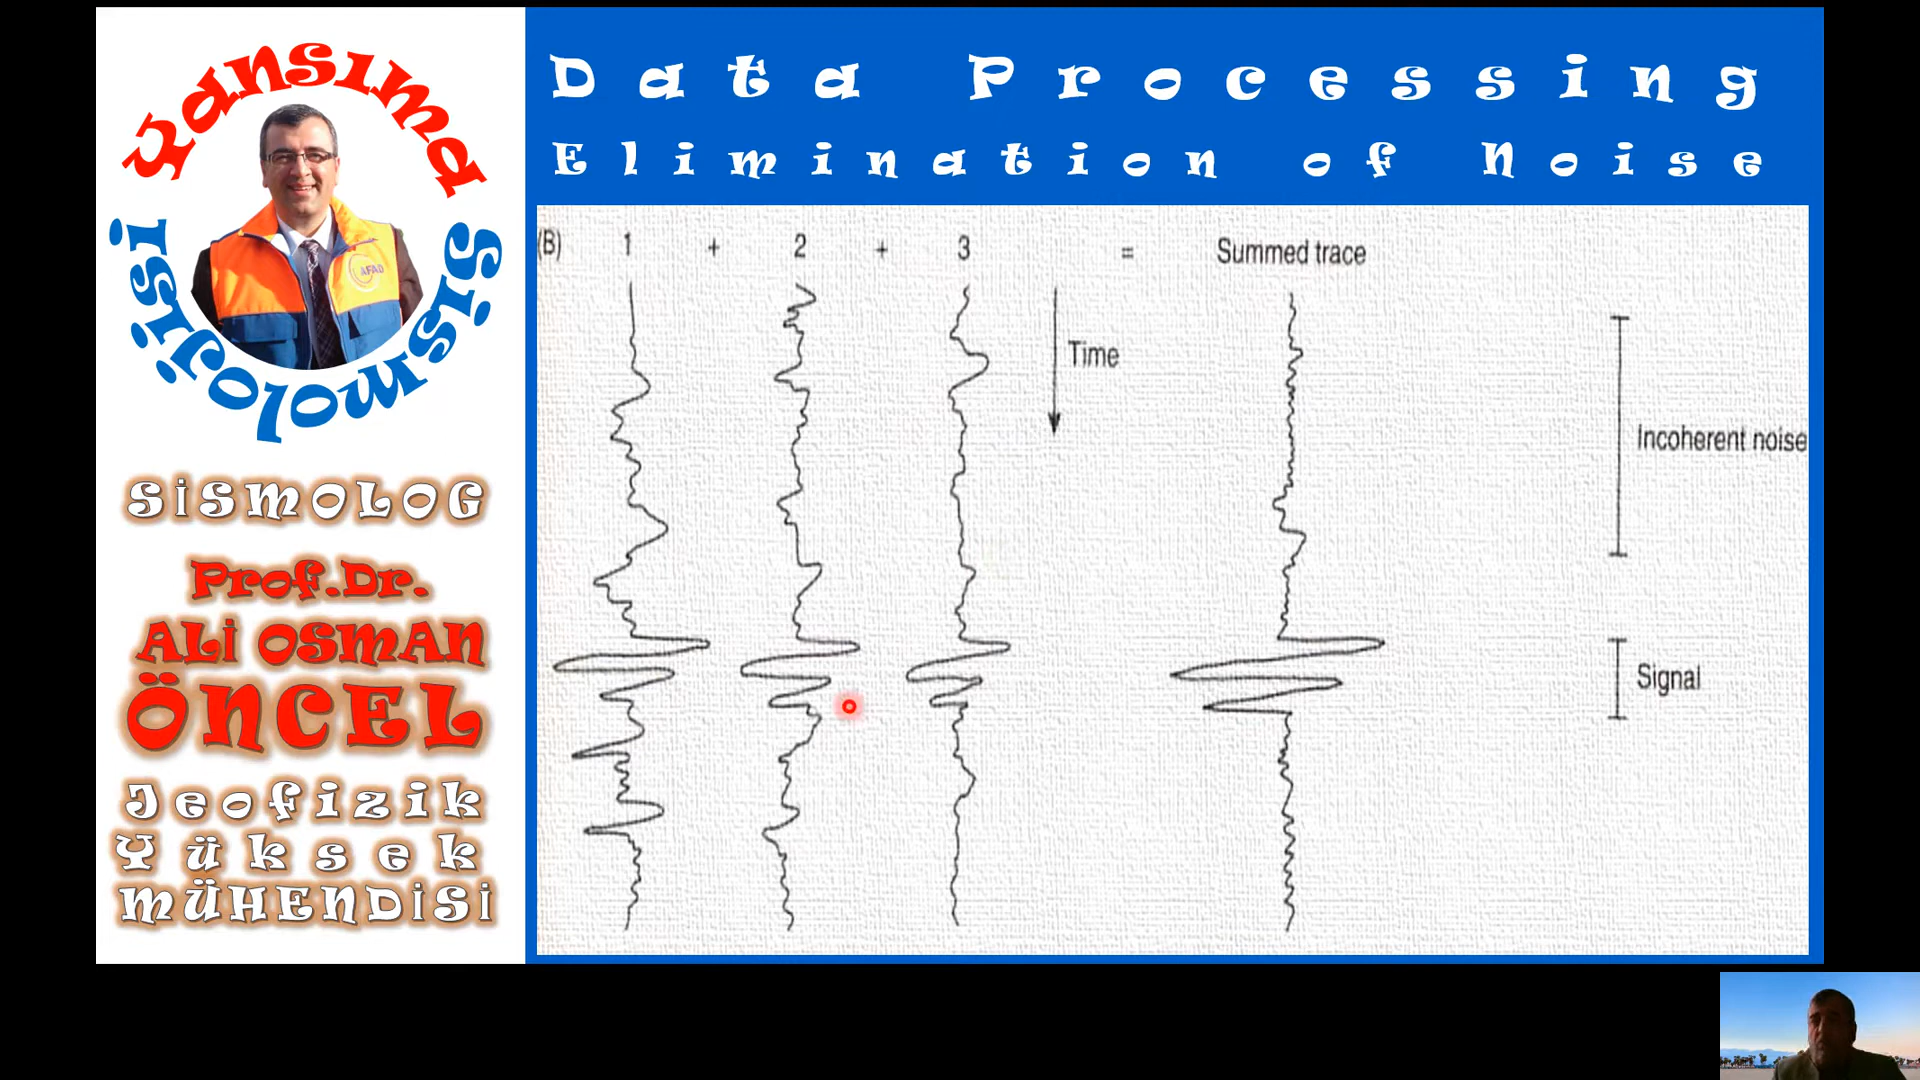 Yansıma
Sismolojisi
SİSMOLOG
Prof.Dr.
ALİ OSMAN
ÖNCEL
Jeofizik
Yüksek
MÜHENDİSİ
Data Processing
Elimination of Noise
(B) 1 + 2 + 3 = Summed trace
Time
Incoherent noise
Signal
AFAD